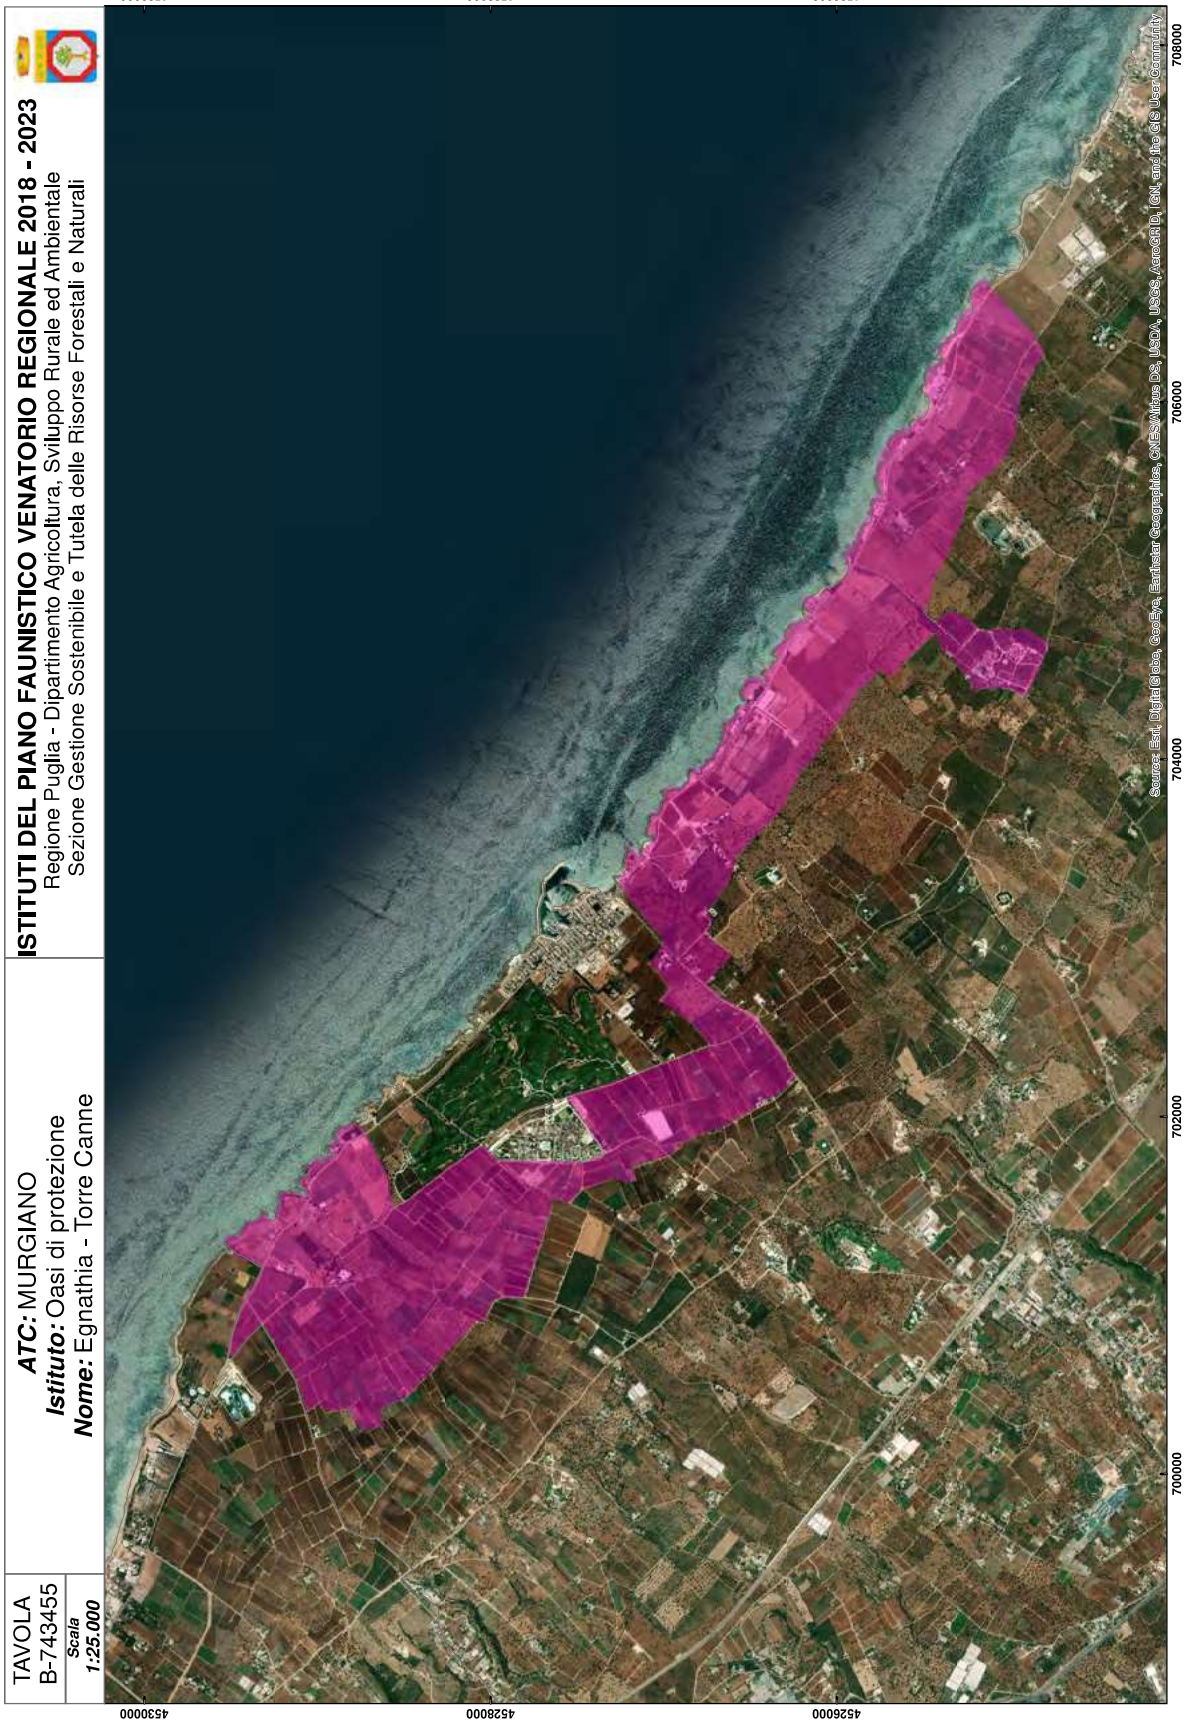 TAVOLA
B-743455
Scala
1:25.000
ATC: MURGIANO
Istituto: Oasi di protezione
Nome: Egnathia - Torre Canne
ISTITUTI DEL PIANO FAUNISTICO VENATORIO REGIONALE 2018 - 2023
Regione Puglia - Dipartimento Agricoltura, Sviluppo Rurale ed Ambientale
Sezione Gestione Sostenibile e Tutela delle Risorse Forestali e Naturali
4530000
4528000
4526000
Source: Esri, DigitalGlobe, GeoEye, Earthstar Geographics, CNES/Airbus DS, USDA, USGS, AeroGRID, IGN, and the GIS User Community
700000
702000
704000
706000
708000